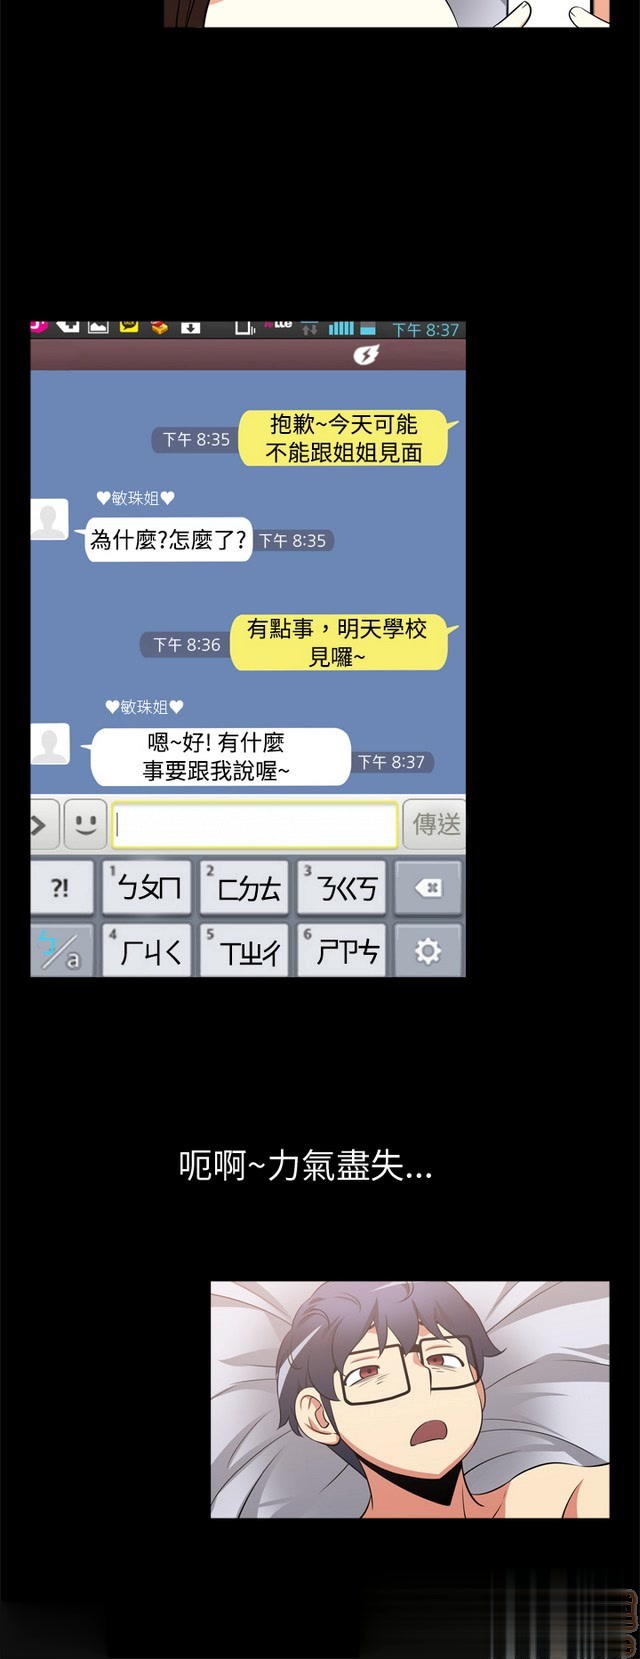 下午 8:37
抱歉~今天可能
不能跟姐姐見面
下午 8:35
♥敏珠姐♥
為什麼?怎麼了?
下午 8:35
有點事，明天學校
見囉~
下午 8:36
♥敏珠姐♥
嗯~好! 有什麼
事要跟我說喔~
下午 8:37
傳送
?! 1 ㄅㄆㄇ 2 ㄈㄉㄊ 3 ㄋㄍㄎ
ㄅ/a 4 ㄏㄐㄑ 5 ㄒㄓㄔ 6 ㄕㄗㄘ
呃啊~力氣盡失...